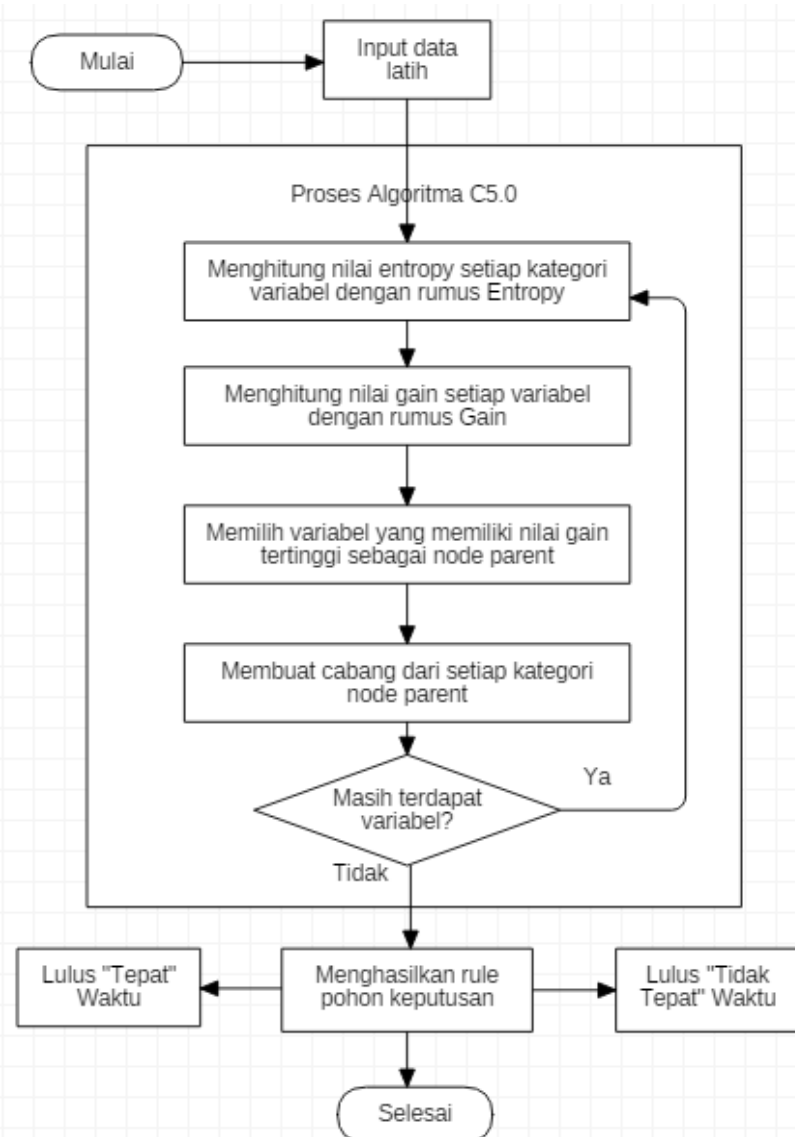 Mulai
Input data
latih
Proses Algoritma C5.0
Menghitung nilai entropy setiap kategori
variabel dengan rumus Entropy
Menghitung nilai gain setiap variabel
dengan rumus Gain
Memilih variabel yang memiliki nilai gain
tertinggi sebagai node parent
Membuat cabang dari setiap kategori
node parent
Masih terdapat
variabel?
Ya
Tidak
Lulus "Tepat"
Waktu
Menghasilkan rule
pohon keputusan
Lulus "Tidak
Tepat" Waktu
Selesai